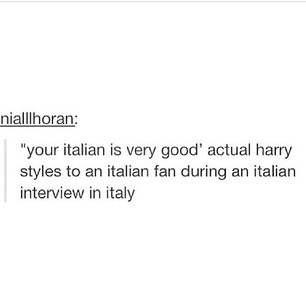 nialllhoran:
"your italian is very good' actual harry
styles to an italian fan during an italian
interview in italy